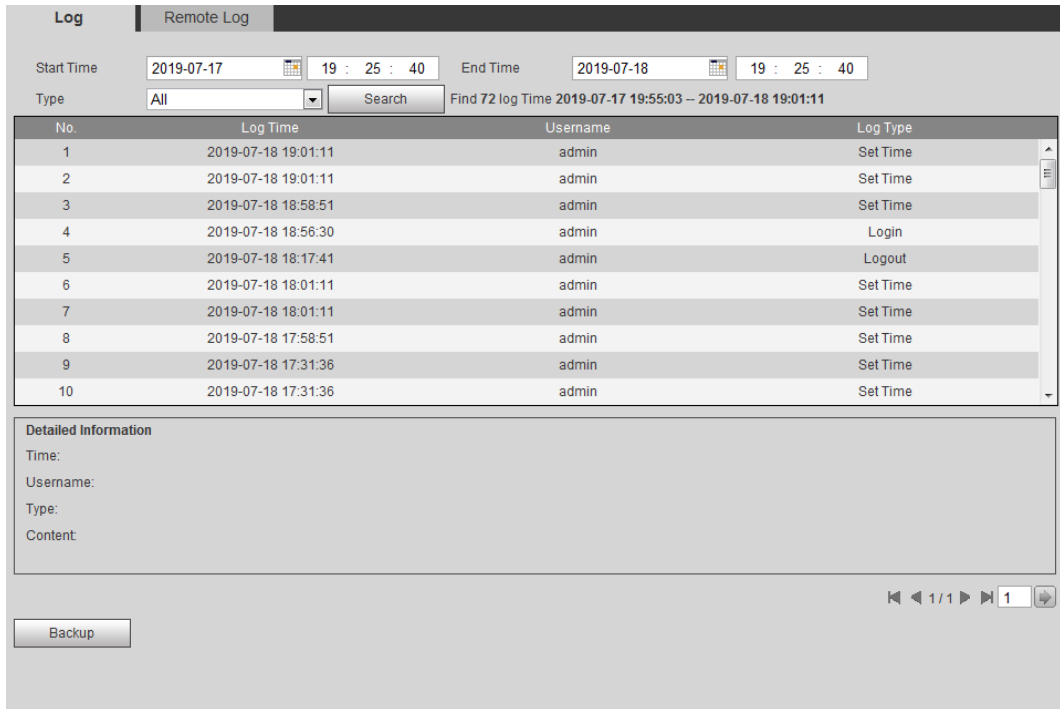 Log Remote Log
Start Time 2019-07-17 19 : 25 : 40 End Time 2019-07-18 19 : 25 : 40
Type All Search Find 72 log Time 2019-07-17 19:55:03 -- 2019-07-18 19:01:11
No. Log Time Username Log Type
1 2019-07-18 19:01:11 admin Set Time
2 2019-07-18 19:01:11 admin Set Time
3 2019-07-18 18:58:51 admin Set Time
4 2019-07-18 18:56:30 admin Login
5 2019-07-18 18:17:41 admin Logout
6 2019-07-18 18:01:11 admin Set Time
7 2019-07-18 18:01:11 admin Set Time
8 2019-07-18 17:58:51 admin Set Time
9 2019-07-18 17:31:36 admin Set Time
10 2019-07-18 17:31:36 admin Set Time
Detailed Information
Time:
Username:
Type:
Content:
1 / 1 1
Backup